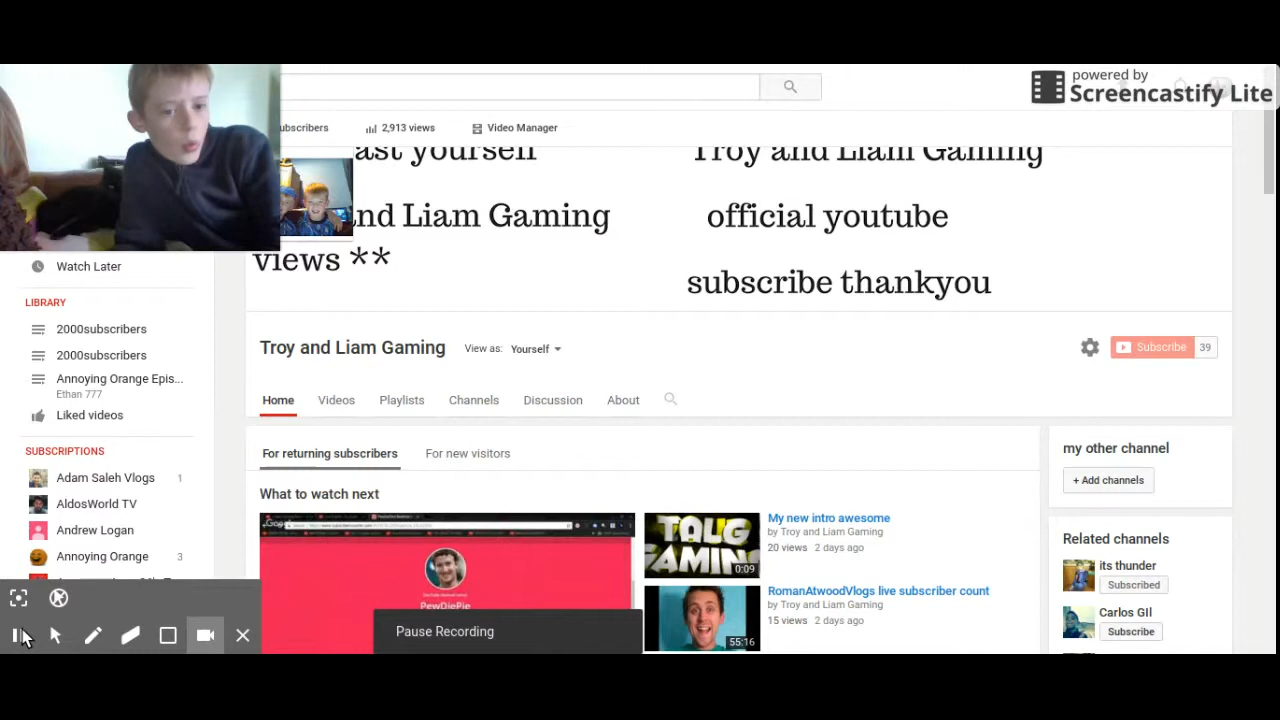 powered by
Screencastify Lite
ubscribers
2,913 views
Video Manager
ast yourself
Troy and Liam Gaming
nd Liam Gaming
official youtube
views **
subscribe thankyou
Watch Later
LIBRARY
2000subscribers
2000subscribers
Annoying Orange Epis...
Ethan 777
Liked videos
SUBSCRIPTIONS
Adam Saleh Vlogs 1
AldosWorld TV
Andrew Logan
Annoying Orange 3
Troy and Liam Gaming
View as: Yourself
Subscribe 39
Home
Videos
Playlists
Channels
Discussion
About
For returning subscribers
For new visitors
What to watch next
PewDiePie
Pause Recording
TALG
GAMING
0:09
My new intro awesome
by Troy and Liam Gaming
20 views 2 days ago
55:16
RomanAtwoodVlogs live subscriber count
by Troy and Liam Gaming
15 views 2 days ago
my other channel
+ Add channels
Related channels
its thunder
Subscribed
Carlos GIl
Subscribe